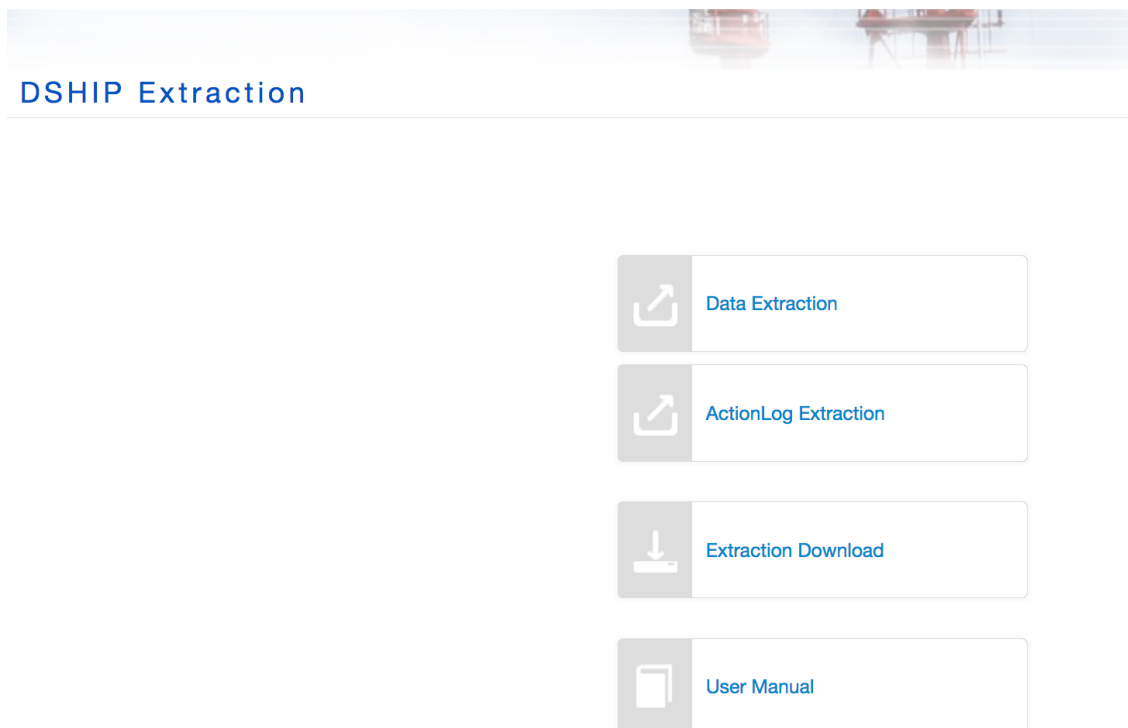 DSHIP Extraction
Data Extraction
ActionLog Extraction
Extraction Download
User Manual